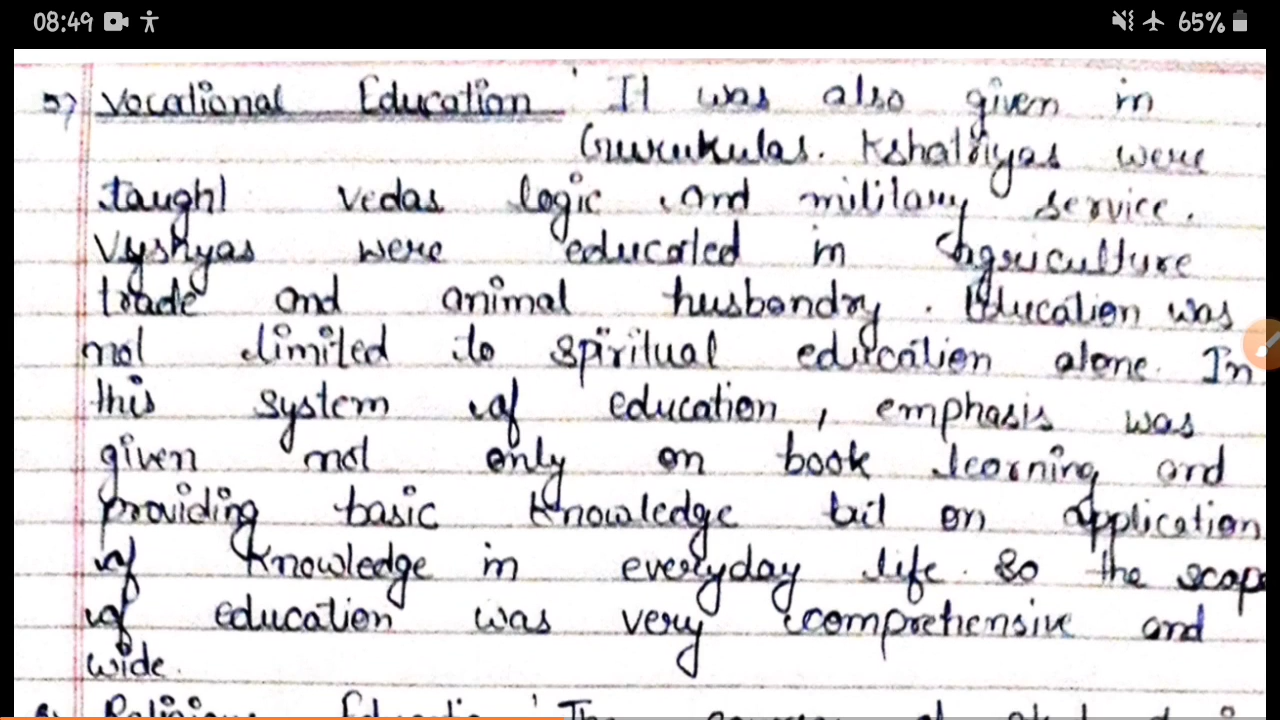 08:49 65%
5) Vocational Education : It was also given in
Gurukulas. Kshatriyas were
taught vedas logic and military service.
Vyshyas were educated in Agriculture
trade and animal husbandry. Education was
not limited to spiritual education alone. In
this system of education, emphasis was
given not only on book learning and
providing basic knowledge but on application
of knowledge in everyday life. So the scope
of education was very comprehensive and
wide.